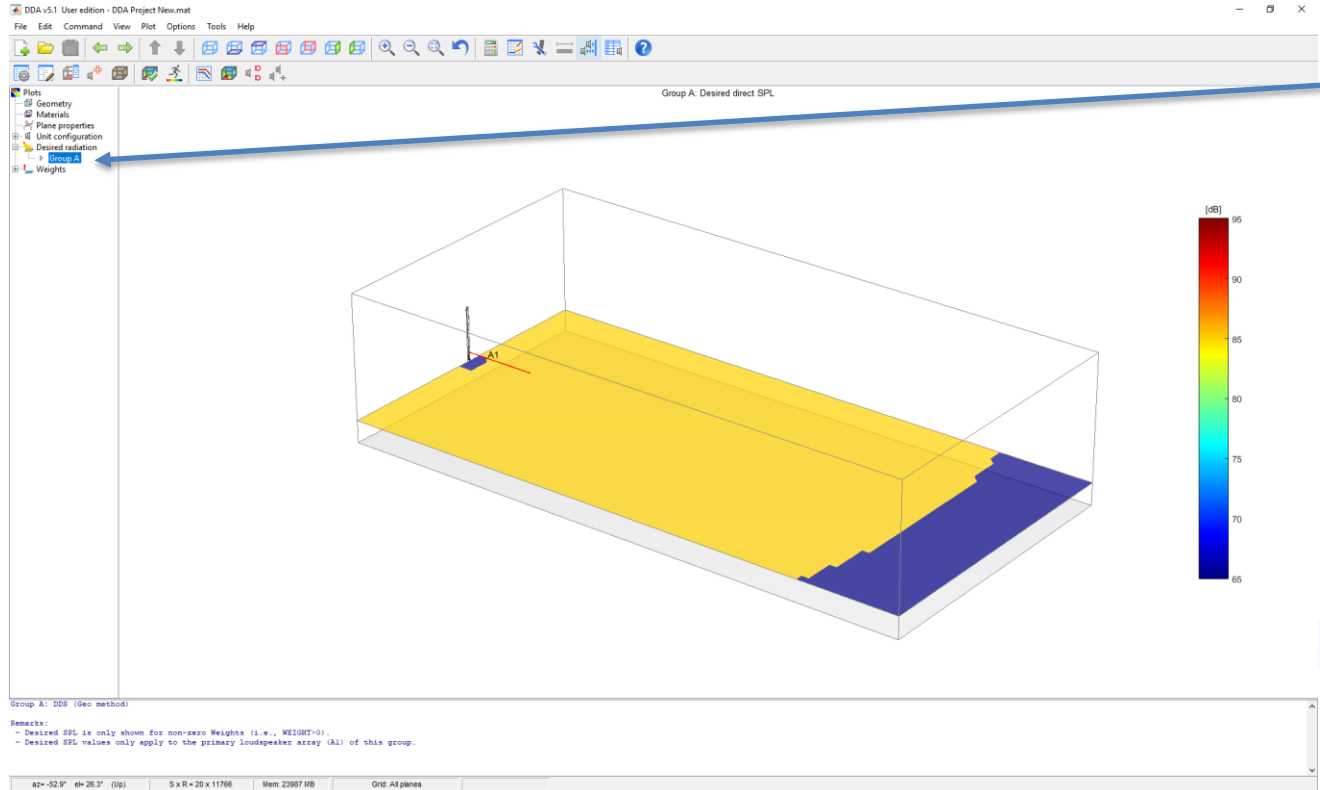 DDA v5.1 User edition - DDA Project New.mat
File Edit Command View Plot Options Tools Help
Plots
Geometry
Materials
Plane properties
Unit configuration
Desired radiation
Group A
Weights
Group A: Desired direct SPL
A1
[dB]
95
90
85
80
75
70
65
Group A: DDS (Geo method)
Remarks:
- Desired SPL is only shown for non-zero Weights (i.e., WEIGHT>0).
- Desired SPL values only apply to the primary loudspeaker array (A1) of this group.
az= -52.9° el= 26.3° (Up) S x R = 20 x 11766 Mem: 23987 MB Grid: All planes